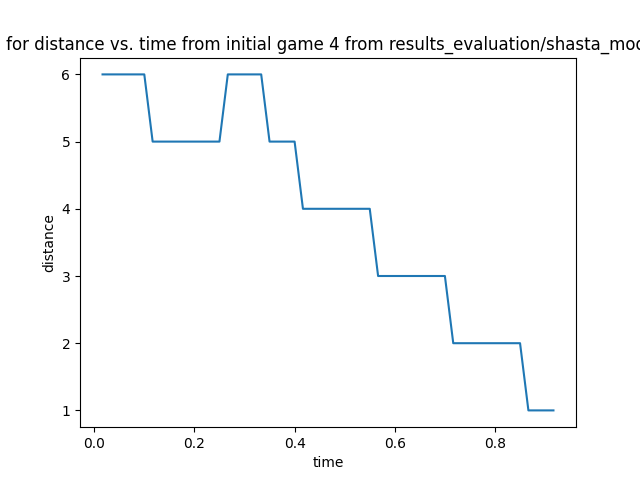 for distance vs. time from initial game 4 from results_evaluation/shasta_mod
6
5
4
3
2
1
distance
0.0 0.2 0.4 0.6 0.8
time